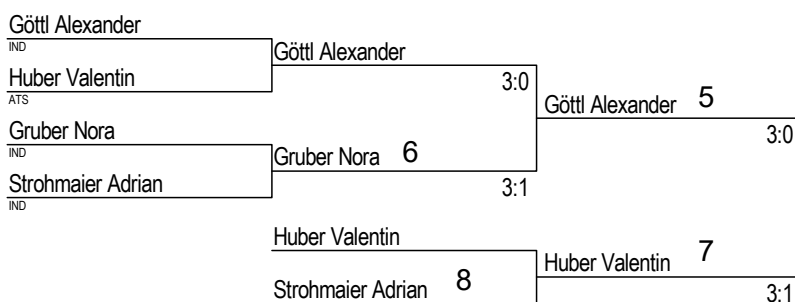 Göttl Alexander
IND
Göttl Alexander
Huber Valentin
3:0
ATS
Göttl Alexander 5
Gruber Nora
3:0
IND
Gruber Nora 6
Strohmaier Adrian
3:1
IND
Huber Valentin
Huber Valentin 7
Strohmaier Adrian 8
3:1